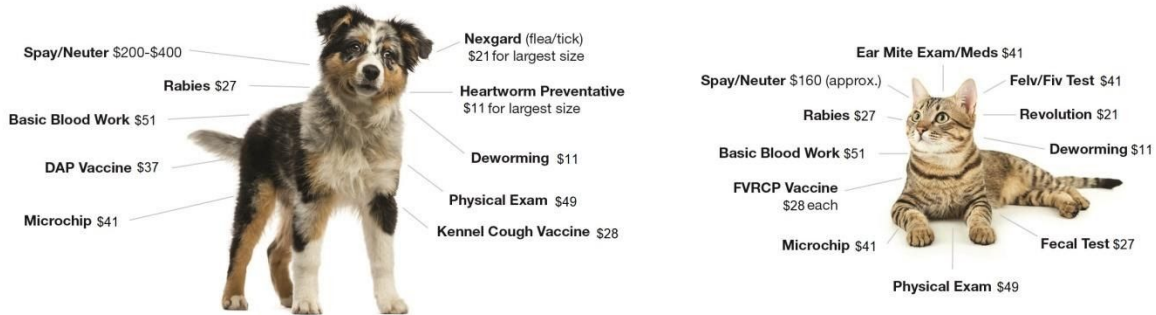 Spay/Neuter $200-$400
Rabies $27
Basic Blood Work $51
DAP Vaccine $37
Microchip $41
Nexgard (flea/tick)
$21 for largest size
Heartworm Preventative
$11 for largest size
Deworming $11
Physical Exam $49
Kennel Cough Vaccine $28
Ear Mite Exam/Meds $41
Spay/Neuter $160 (approx.)
Rabies $27
Basic Blood Work $51
FVRCP Vaccine
$28 each
Microchip $41
Felv/Fiv Test $41
Revolution $21
Deworming $11
Fecal Test $27
Physical Exam $49